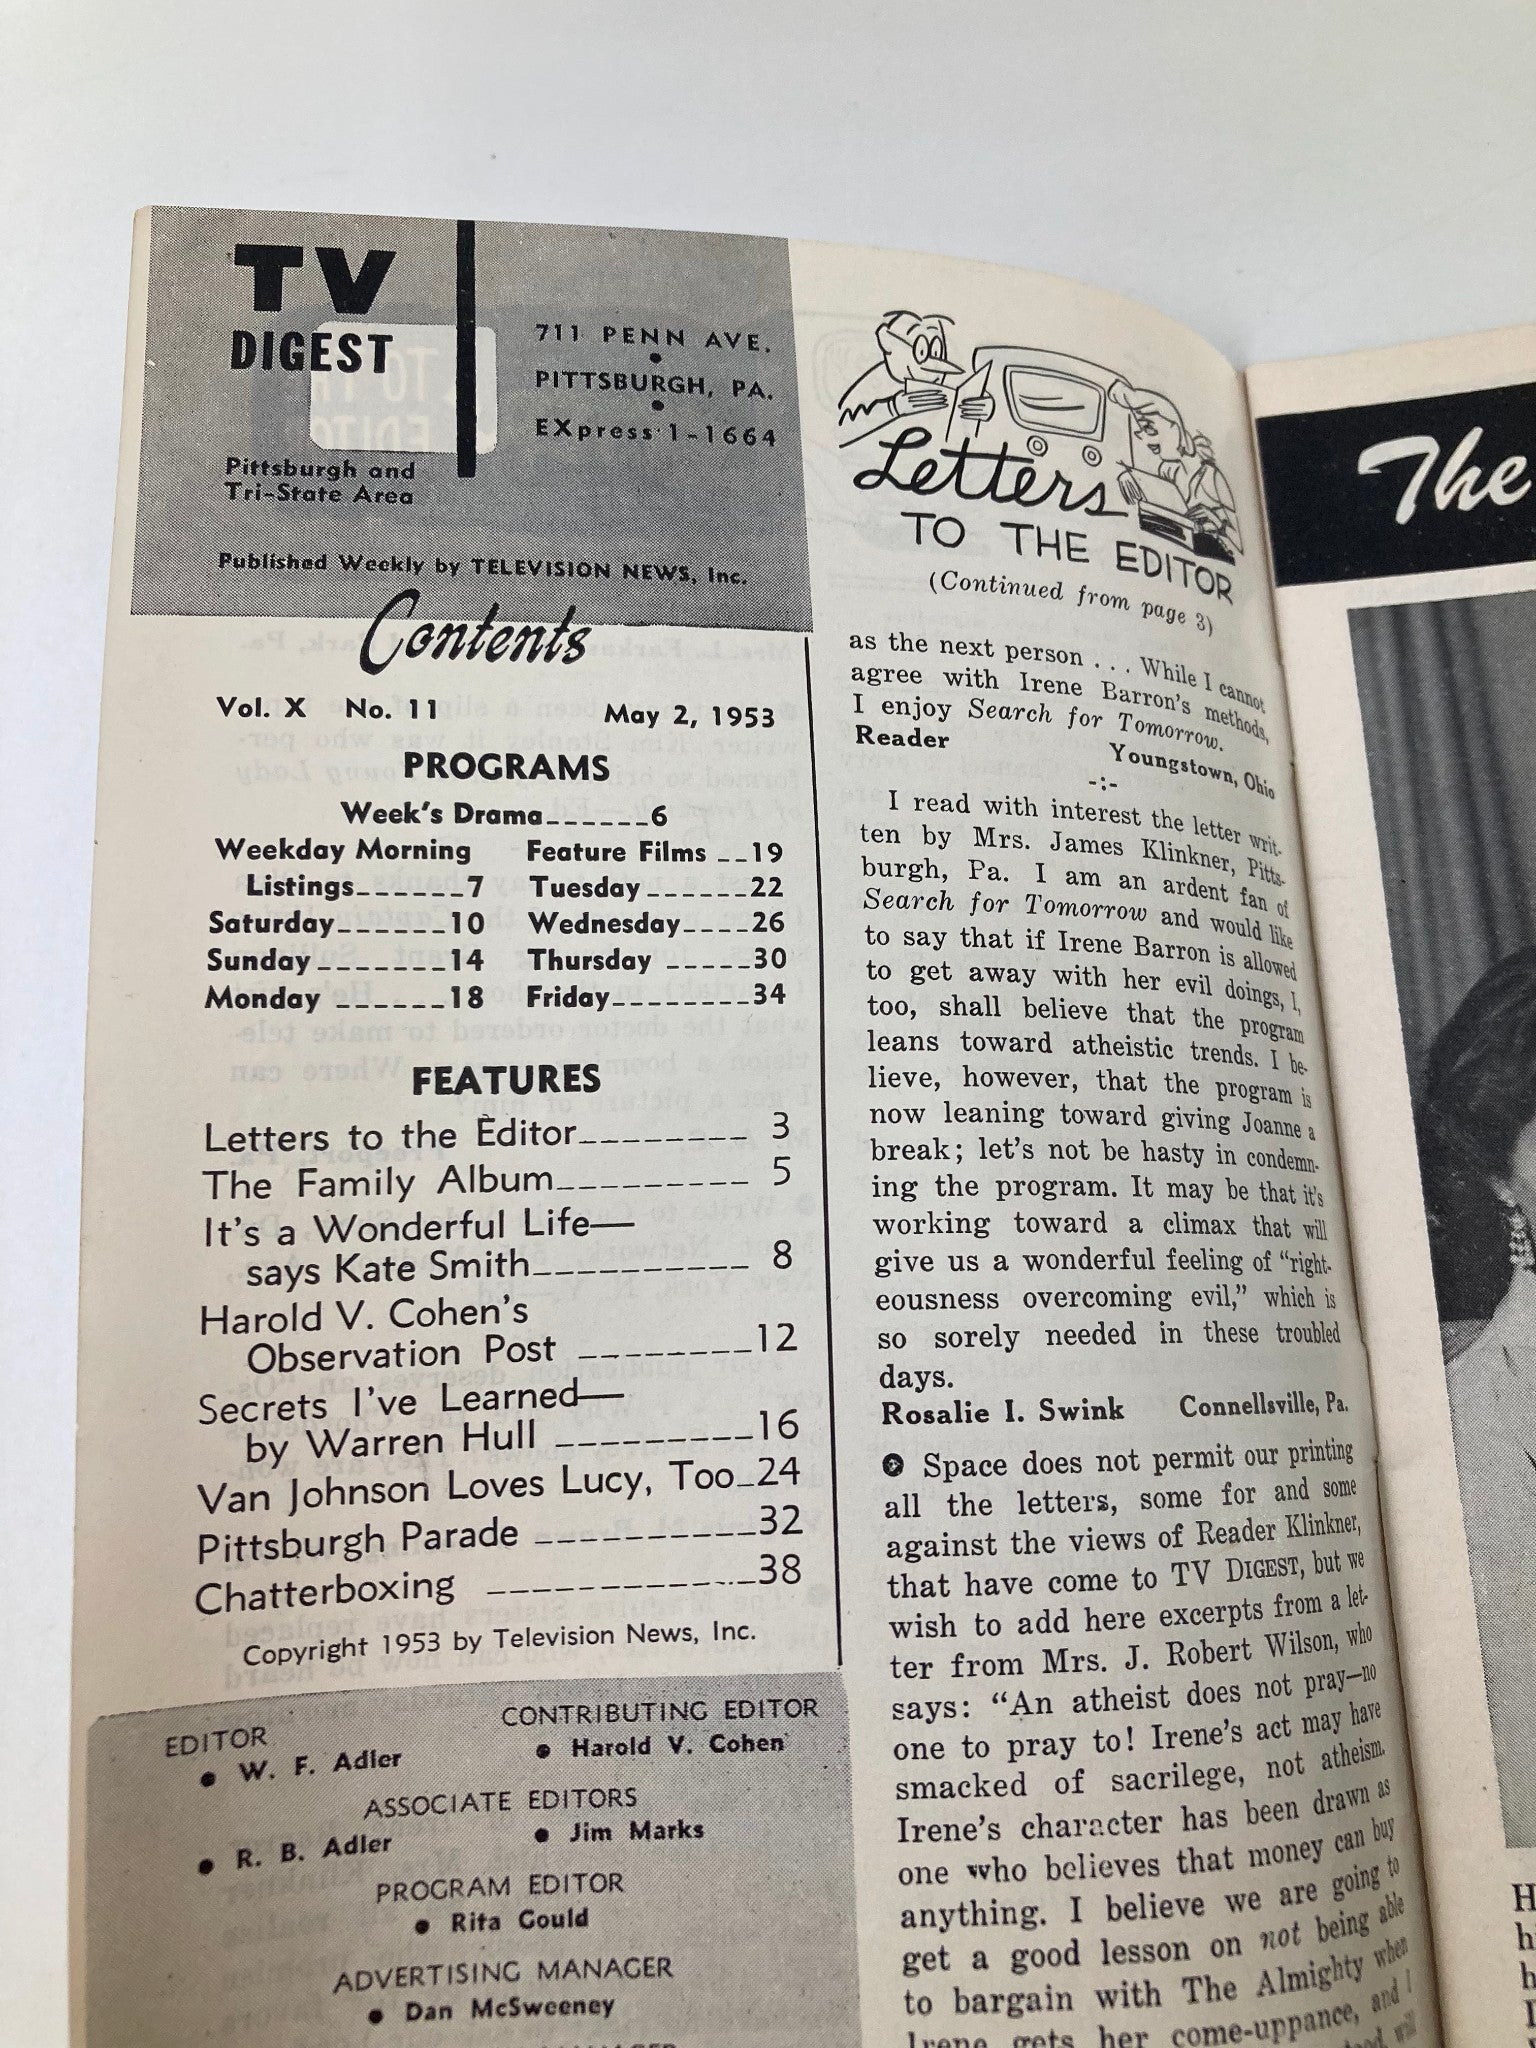 TV
DIGEST
Pittsburgh and
Tri-State Area
711 PENN AVE.
PITTSBURGH, PA.
EXpress 1-1664
Published Weekly by TELEVISION NEWS, Inc.
Contents
Vol. X No. 11 May 2, 1953
PROGRAMS
Week's Drama______6
Weekday Morning
Listings_______7
Saturday______10
Sunday_______14
Monday ______18
Feature Films __19
Tuesday______22
Wednesday____26
Thursday _____30
Friday________34
FEATURES
Letters to the Editor________ 3
The Family Album_________ 5
It's a Wonderful Life—
says Kate Smith__________ 8
Harold V. Cohen's
Observation Post ________12
Secrets I've Learned—
by Warren Hull _________16
Van Johnson Loves Lucy, Too_24
Pittsburgh Parade __________32
Chatterboxing ____________38
Copyright 1953 by Television News, Inc.
EDITOR
● W. F. Adler
CONTRIBUTING EDITOR
● Harold V. Cohen
ASSOCIATE EDITORS
● R. B. Adler ● Jim Marks
PROGRAM EDITOR
● Rita Gould
ADVERTISING MANAGER
● Dan McSweeney
Letters
TO THE EDITOR
(Continued from page 3)
as the next person . . . While I cannot
agree with Irene Barron's methods,
I enjoy Search for Tomorrow.
Reader Youngstown, Ohio
-:-
I read with interest the letter writ-
ten by Mrs. James Klinkner, Pitts-
burgh, Pa. I am an ardent fan of
Search for Tomorrow and would like
to say that if Irene Barron is allowed
to get away with her evil doings, I,
too, shall believe that the program
leans toward atheistic trends. I be-
lieve, however, that the program is
now leaning toward giving Joanne a
break; let's not be hasty in condemn-
ing the program. It may be that it's
working toward a climax that will
give us a wonderful feeling of "right-
eousness overcoming evil," which is
so sorely needed in these troubled
days.
Rosalie I. Swink Connellsville, Pa.
● Space does not permit our printing
all the letters, some for and some
against the views of Reader Klinkner,
that have come to TV DIGEST, but we
wish to add here excerpts from a let-
ter from Mrs. J. Robert Wilson, who
says: "An atheist does not pray—no
one to pray to! Irene's act may have
smacked of sacrilege, not atheism.
Irene's character has been drawn as
one who believes that money can buy
anything. I believe we are going to
get a good lesson on not being able
to bargain with The Almighty when
Irene gets her come-uppance, and I
The